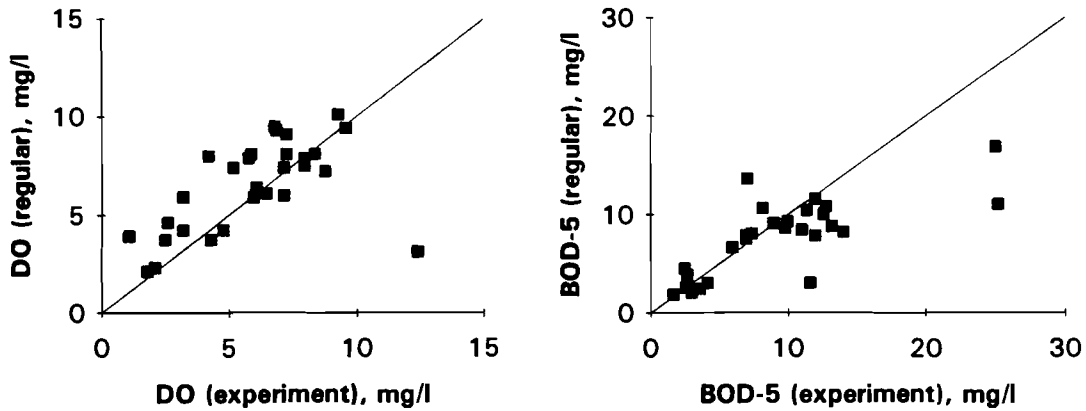 15
10
5
0
DO (regular), mg/l
0 5 10 15
DO (experiment), mg/l
30
20
10
0
BOD-5 (regular), mg/l
0 10 20 30
BOD-5 (experiment), mg/l